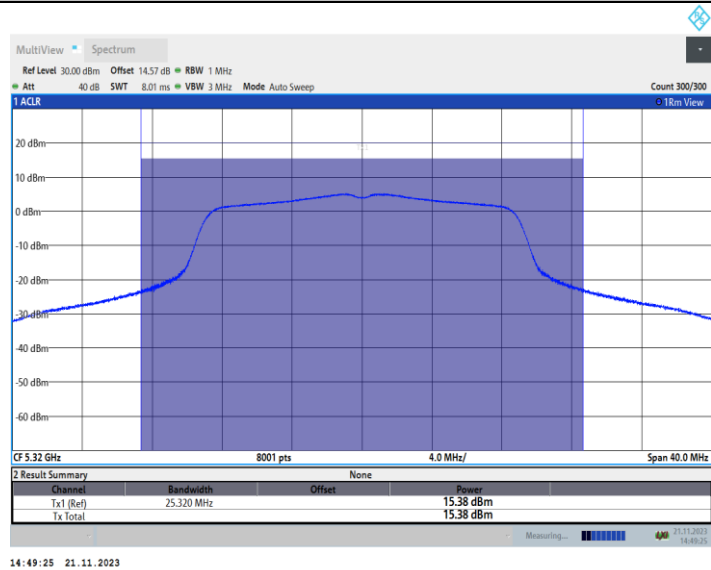 R S
MultiView Spectrum
Ref Level 30.00 dBm Offset 14.57 dB RBW 1 MHz
Att 40 dB SWT 8.01 ms VBW 3 MHz Mode Auto Sweep Count 300/300
1 ACLR 1Rm View
20 dBm
10 dBm
0 dBm
-10 dBm
-20 dBm
-30 dBm
-40 dBm
-50 dBm
-60 dBm
CF 5.32 GHz 8001 pts 4.0 MHz/ Span 40.0 MHz
2 Result Summary None
Channel Bandwidth Offset Power
Tx1 (Ref) 25.320 MHz 15.38 dBm
Tx Total 15.38 dBm
Measuring... 21.11.2023
14:49:25
14:49:25 21.11.2023